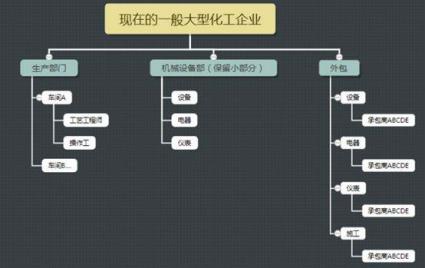 现在的一般大型化工企业
生产部门
车间A
工艺工程师
操作工
车间B...
机械设备部（保留小部分）
设备
电器
仪表
外包
设备
承包商ABCDE
电器
承包商ABCDE
仪表
承包商ABCDE
施工
承包商ABCDE